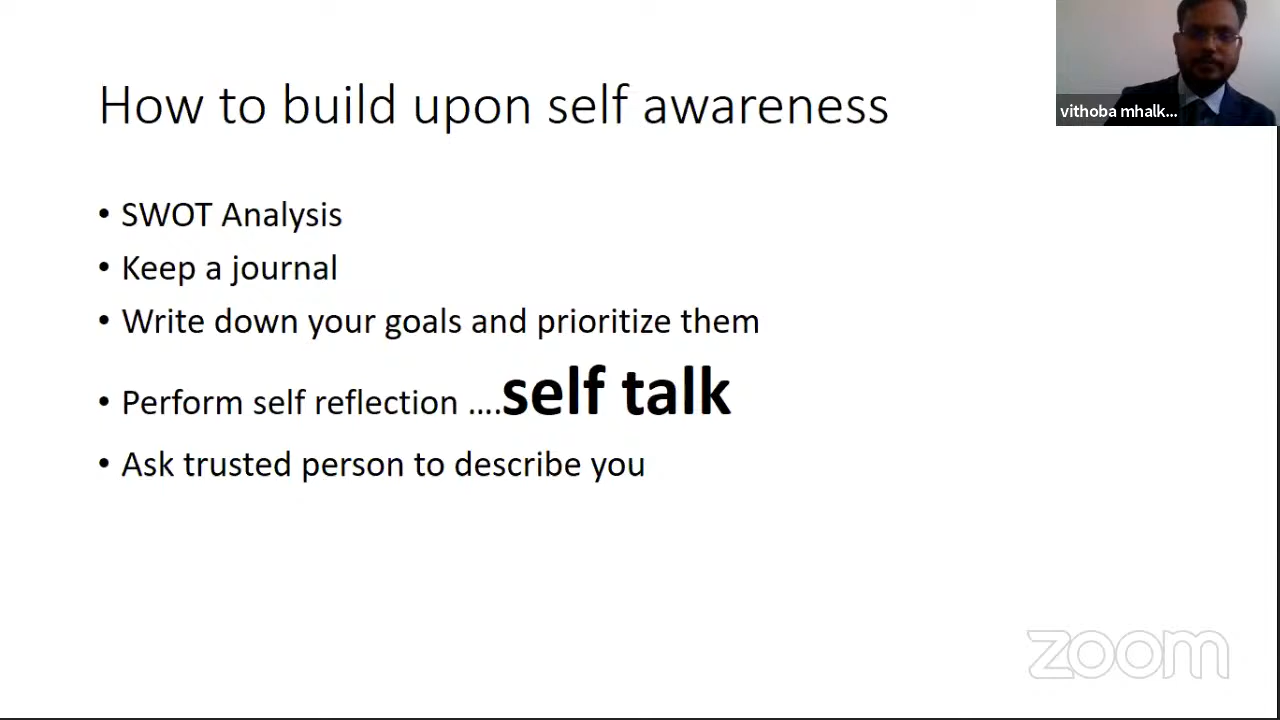 How to build upon self awareness
vithoba mhalk...
• SWOT Analysis
• Keep a journal
• Write down your goals and prioritize them
• Perform self reflection ....self talk
• Ask trusted person to describe you
zoom